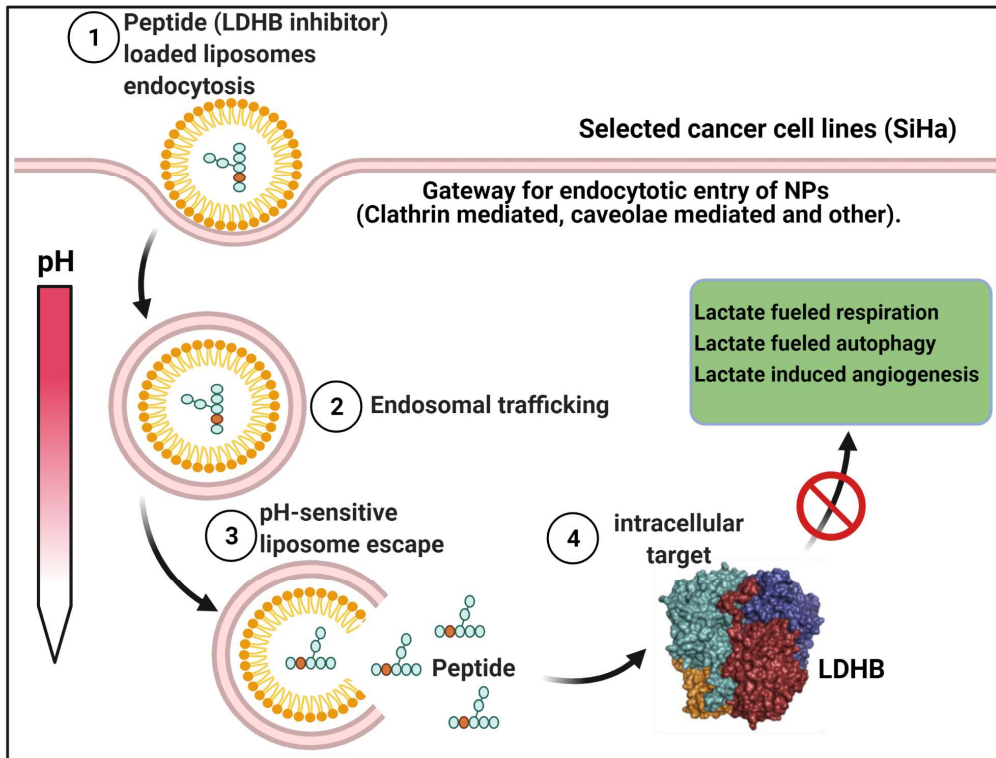 1
Peptide (LDHB inhibitor)
loaded liposomes
endocytosis
Selected cancer cell lines (SiHa)
Gateway for endocytotic entry of NPs
(Clathrin mediated, caveolae mediated and other).
pH
Lactate fueled respiration
Lactate fueled autophagy
Lactate induced angiogenesis
2
Endosomal trafficking
3
pH-sensitive
liposome escape
4
intracellular
target
Peptide
LDHB